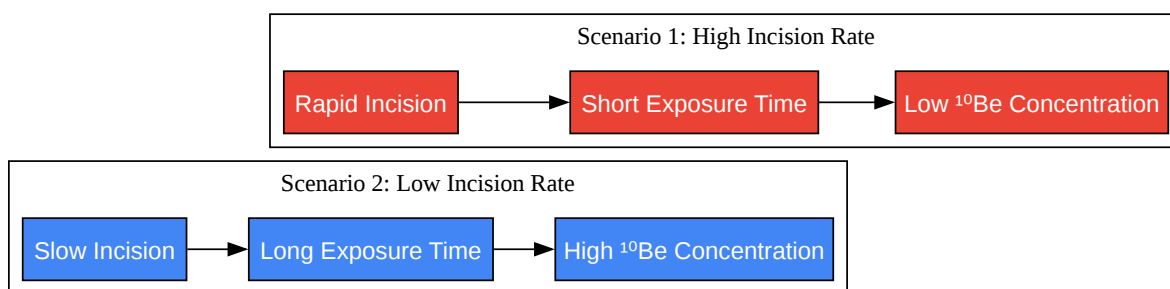 Scenario 1: High Incision Rate
Rapid Incision
Short Exposure Time
Low ¹⁰Be Concentration
Scenario 2: Low Incision Rate
Slow Incision
Long Exposure Time
High ¹⁰Be Concentration